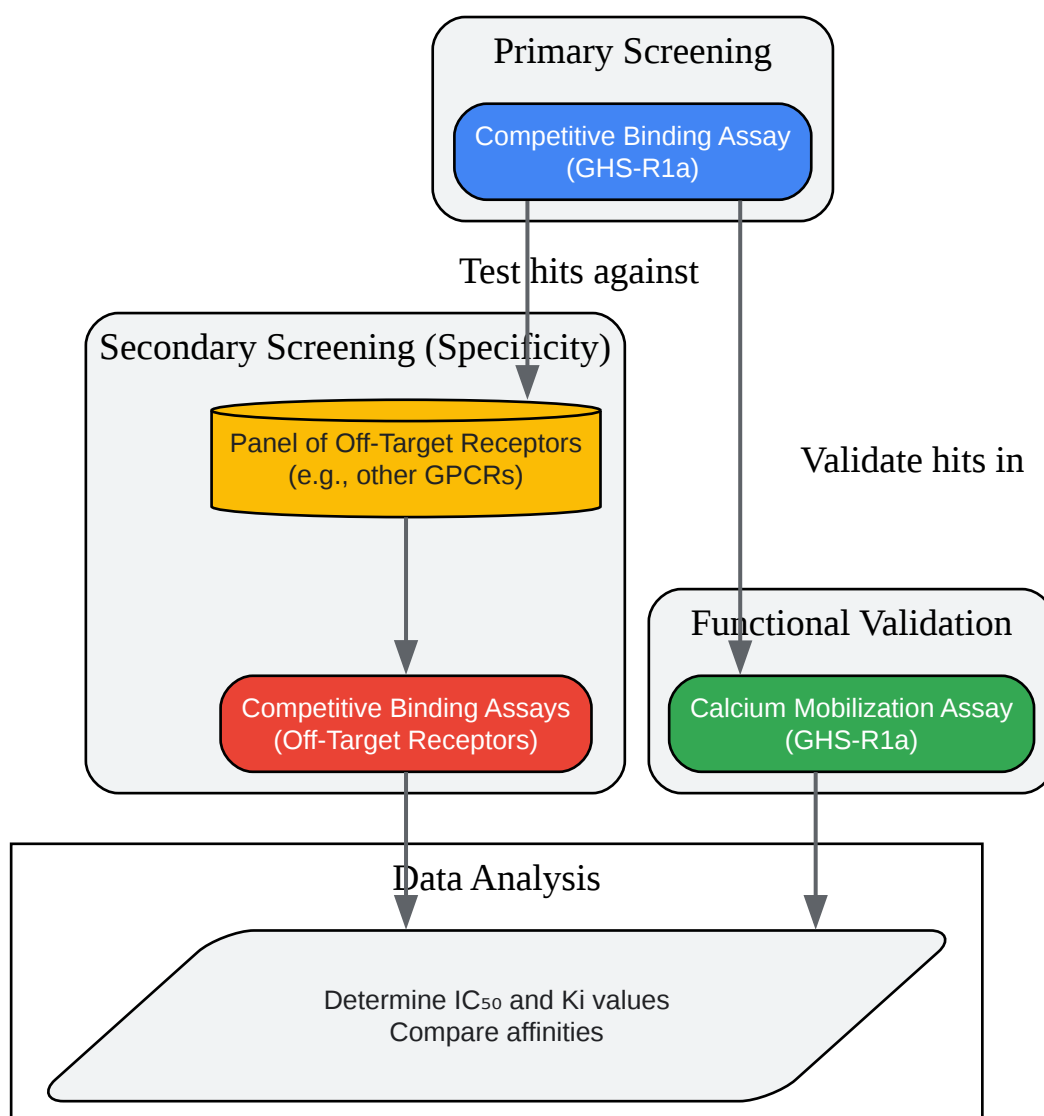 Primary Screening
Competitive Binding Assay
(GHS-R1a)
Test hits against
Secondary Screening (Specificity)
Panel of Off-Target Receptors
(e.g., other GPCRs)
Validate hits in
Functional Validation
Competitive Binding Assays
(Off-Target Receptors)
Calcium Mobilization Assay
(GHS-R1a)
Data Analysis
Determine IC₅₀ and Ki values
Compare affinities